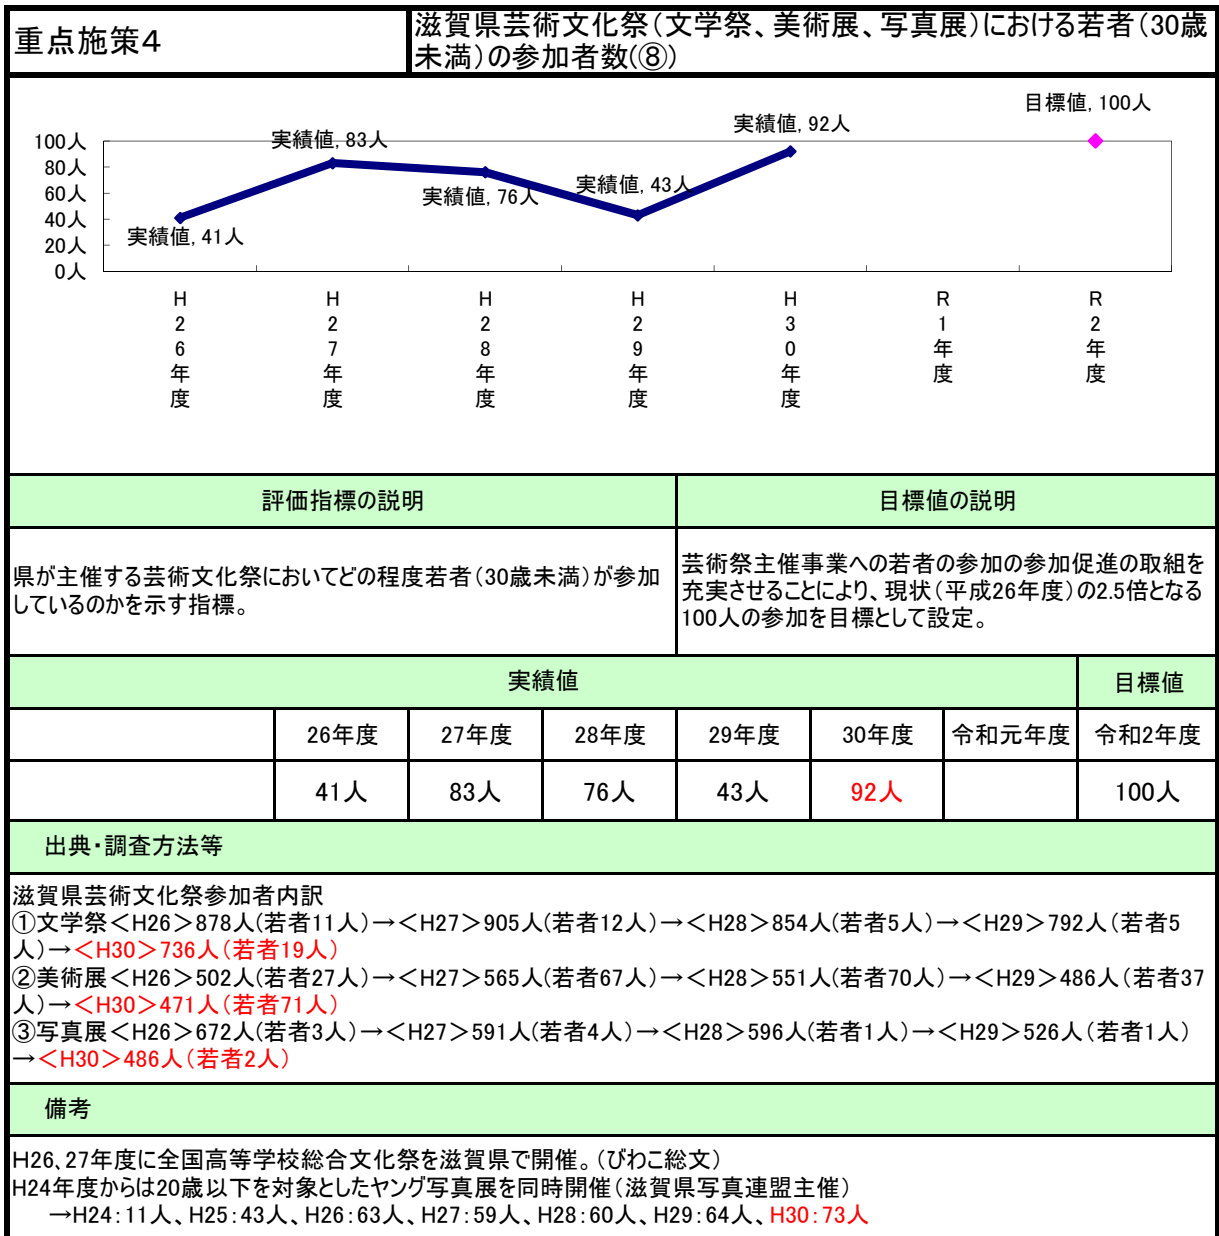 重点施策４
滋賀県芸術文化祭（文学祭、美術展、写真展）における若者（30歳
未満）の参加者数(⑧)
目標値, 100人
実績値, 83人
実績値, 92人
実績値, 76人
実績値, 43人
実績値, 41人
100人
80人
60人
40人
20人
0人
H26年度
H27年度
H28年度
H29年度
H30年度
R1年度
R2年度
評価指標の説明
目標値の説明
県が主催する芸術文化祭においてどの程度若者（30歳未満）が参加
しているのかを示す指標。
芸術祭主催事業への若者の参加の参加促進の取組を
充実させることにより、現状（平成26年度）の2.5倍となる
100人の参加を目標として設定。
実績値
目標値
26年度 27年度 28年度 29年度 30年度 令和元年度 令和2年度
41人 83人 76人 43人 92人 100人
出典・調査方法等
滋賀県芸術文化祭参加者内訳
①文学祭＜H26＞878人(若者11人）→＜H27＞905人(若者12人）→＜H28＞854人(若者5人）→＜H29＞792人（若者5
人）→＜H30＞736人（若者19人）
②美術展＜H26＞502人(若者27人）→＜H27＞565人(若者67人）→＜H28＞551人(若者70人）→＜H29＞486人（若者37
人）→＜H30＞471人（若者71人）
③写真展＜H26＞672人(若者3人）→＜H27＞591人(若者4人）→＜H28＞596人(若者1人）→＜H29＞526人（若者1人）
→＜H30＞486人（若者2人）
備考
H26、27年度に全国高等学校総合文化祭を滋賀県で開催。（びわこ総文）
H24年度からは20歳以下を対象としたヤング写真展を同時開催（滋賀県写真連盟主催）
→H24：11人、H25：43人、H26：63人、H27：59人、H28：60人、H29：64人、H30：73人